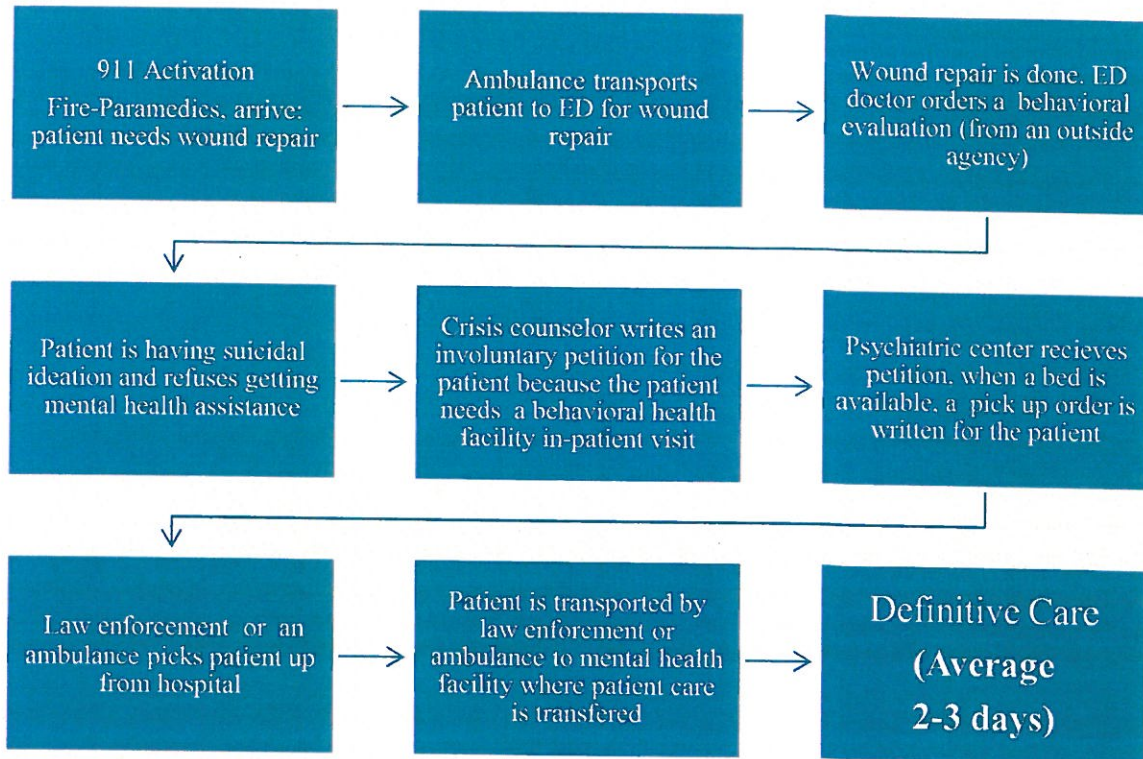 911 Activation
Fire-Paramedics, arrive:
patient needs wound repair
Ambulance transports
patient to ED for wound
repair
Wound repair is done. ED
doctor orders a behavioral
evaluation (from an outside
agency)
Patient is having suicidal
ideation and refuses getting
mental health assistance
Crisis counselor writes an
involuntary petition for the
patient because the patient
needs a behavioral health
facility in-patient visit
Psychiatric center recieves
petition, when a bed is
available, a pick up order is
written for the patient
Law enforcement or an
ambulance picks patient up
from hospital
Patient is transported by
law enforcment or
ambulance to mental health
facility where patient care
is transfered
Definitive Care
(Average
2-3 days)